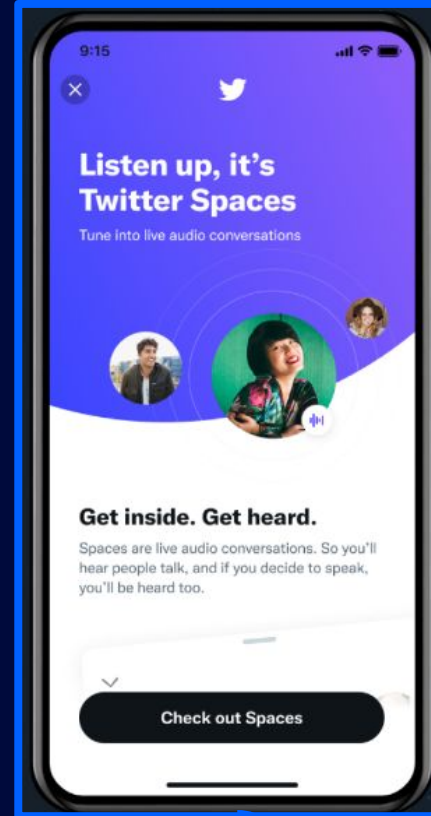 9:15
Listen up, it's
Twitter Spaces
Tune into live audio conversations
Get inside. Get heard.
Spaces are live audio conversations. So you'll
hear people talk, and if you decide to speak,
you'll be heard too.
Check out Spaces